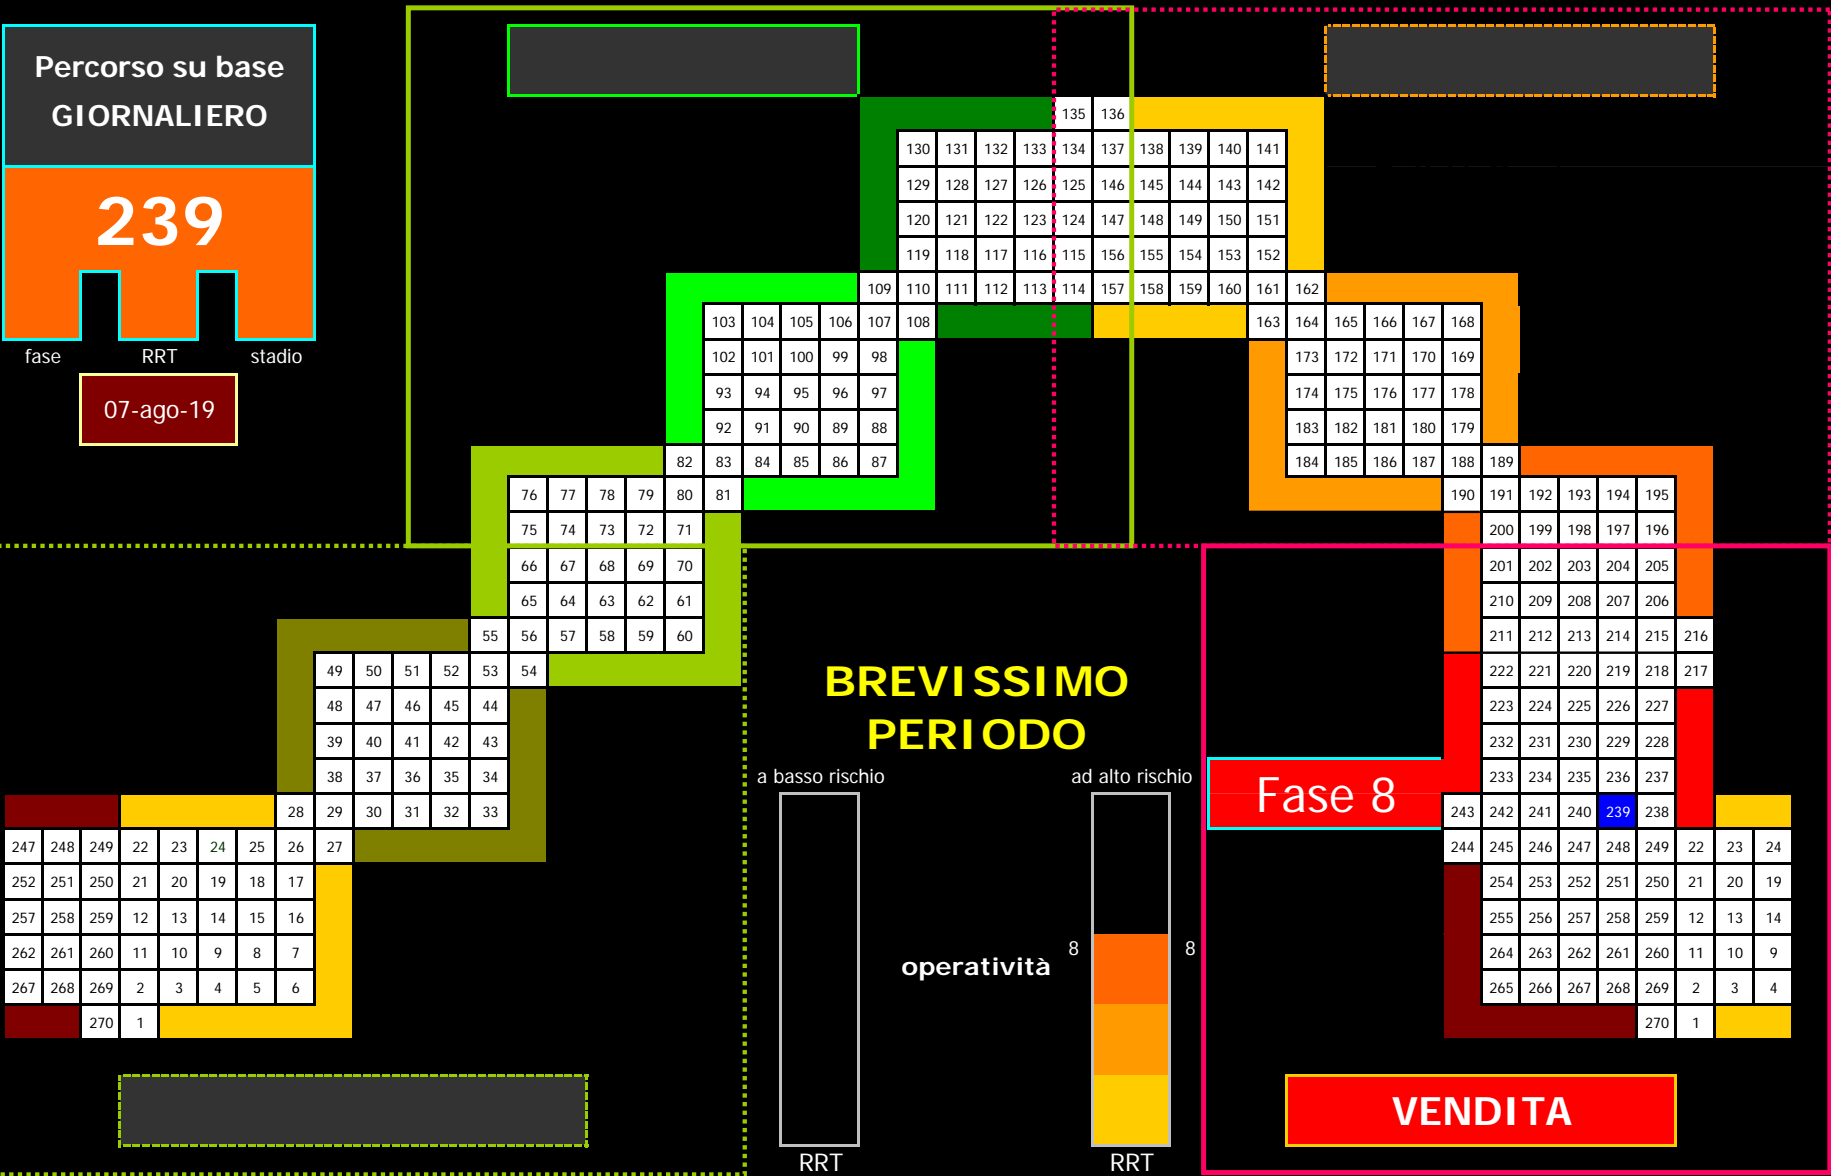 Percorso su base
GIORNALIERO
239
fase RRT stadio
07-ago-19
135 136
130 131 132 133 134 137 138 139 140 141
129 128 127 126 125 146 145 144 143 142
120 121 122 123 124 147 148 149 150 151
119 118 117 116 115 156 155 154 153 152
109 110 111 112 113 114 157 158 159 160 161 162
103 104 105 106 107 108 163 164 165 166 167 168
102 101 100 99 98 173 172 171 170 169
93 94 95 96 97 174 175 176 177 178
92 91 90 89 88 183 182 181 180 179
82 83 84 85 86 87 184 185 186 187 188 189
76 77 78 79 80 81 190 191 192 193 194 195
75 74 73 72 71 200 199 198 197 196
66 67 68 69 70 201 202 203 204 205
65 64 63 62 61 210 209 208 207 206
55 56 57 58 59 60 211 212 213 214 215 216
49 50 51 52 53 54 222 221 220 219 218 217
48 47 46 45 44 223 224 225 226 227
39 40 41 42 43 232 231 230 229 228
38 37 36 35 34 233 234 235 236 237
28 29 30 31 32 33 243 242 241 240 239 238
247 248 249 22 23 24 25 26 27 244 245 246 247 248 249 22 23 24
252 251 250 21 20 19 18 17 254 253 252 251 250 21 20 19
257 258 259 12 13 14 15 16 255 256 257 258 259 12 13 14
262 261 260 11 10 9 8 7 264 263 262 261 260 11 10 9
267 268 269 2 3 4 5 6 265 266 267 268 269 2 3 4
270 1 270 1
BREVISSIMO
PERIODO
a basso rischio ad alto rischio
Fase 8
8 8
operatività
RRT RRT
VENDITA